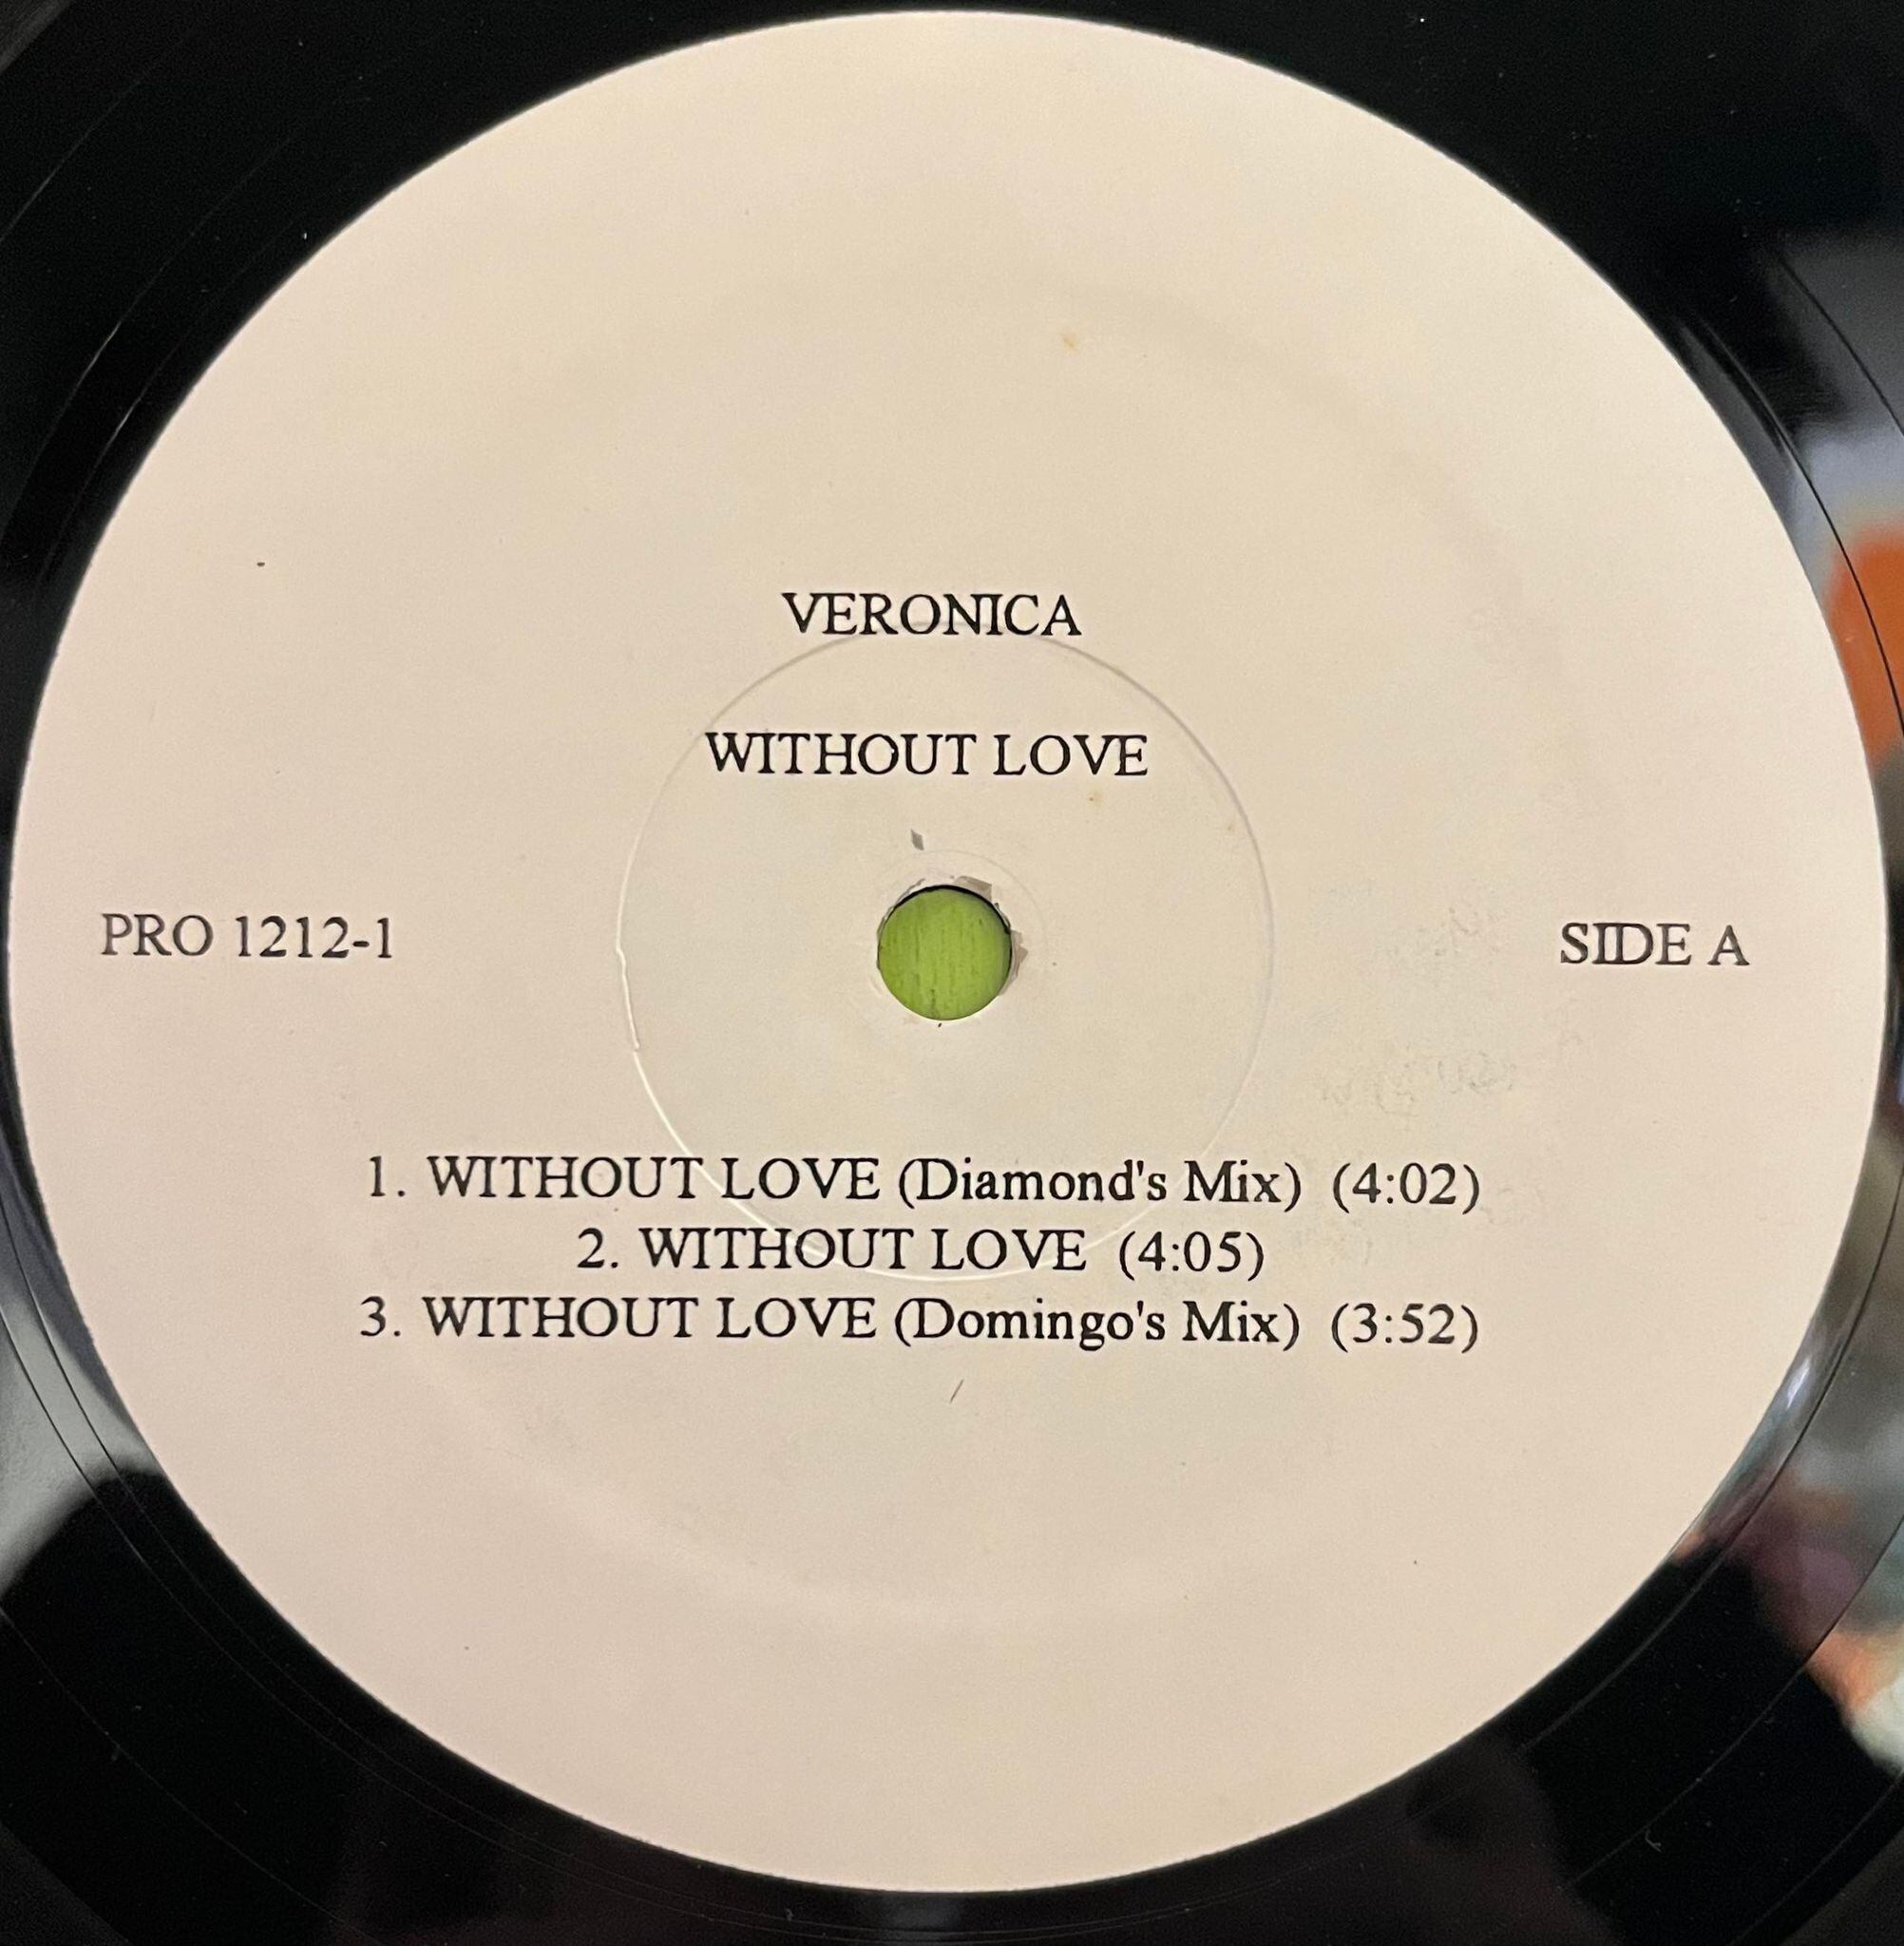 VERONICA
WITHOUT LOVE
PRO 1212-1
SIDE A
1. WITHOUT LOVE (Diamond's Mix) (4:02)
2. WITHOUT LOVE (4:05)
3. WITHOUT LOVE (Domingo's Mix) (3:52)